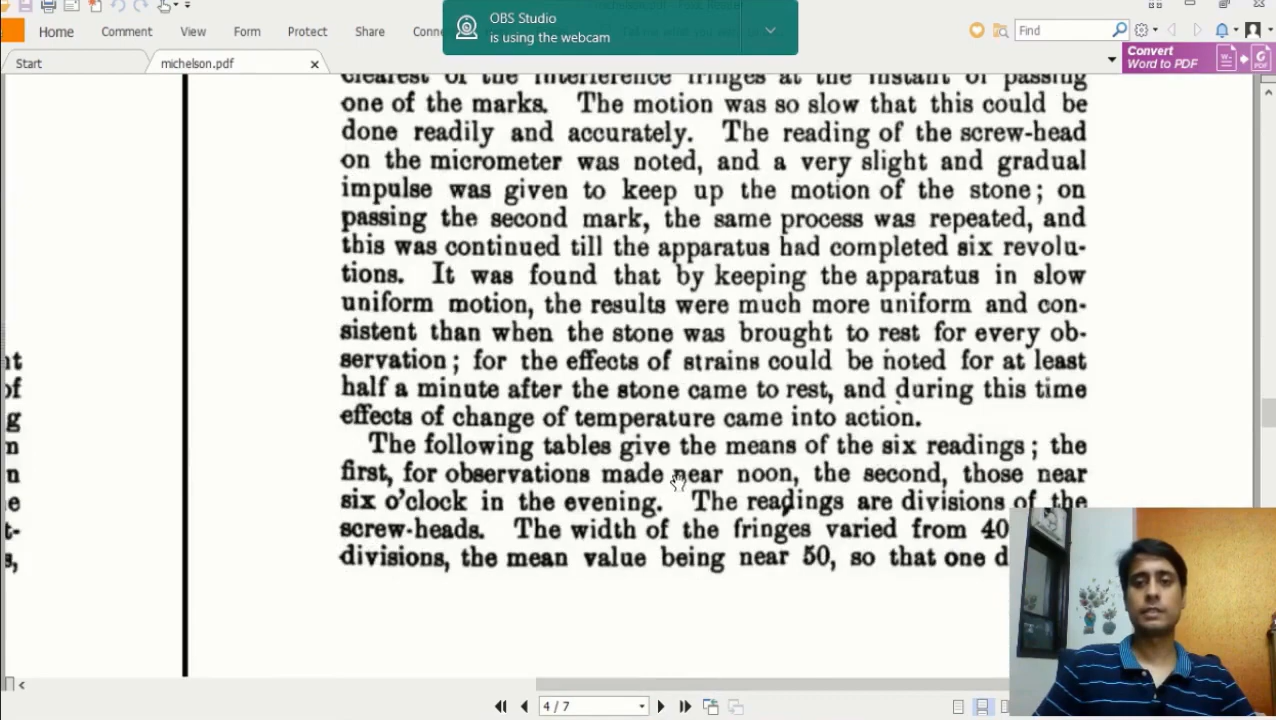 OBS Studio
is using the webcam
Home Comment View Form Protect Share
Find
Convert
Word to PDF
Start
michelson.pdf
clearest of the interference fringes at the instant of passing
one of the marks. The motion was so slow that this could be
done readily and accurately. The reading of the screw-head
on the micrometer was noted, and a very slight and gradual
impulse was given to keep up the motion of the stone; on
passing the second mark, the same process was repeated, and
this was continued till the apparatus had completed six revolu-
tions. It was found that by keeping the apparatus in slow
uniform motion, the results were much more uniform and con-
sistent than when the stone was brought to rest for every ob-
servation; for the effects of strains could be noted for at least
half a minute after the stone came to rest, and during this time
effects of change of temperature came into action.
The following tables give the means of the six readings; the
first, for observations made near noon, the second, those near
six o'clock in the evening. The readings are divisions of the
screw-heads. The width of the fringes varied from 40
divisions, the mean value being near 50, so that one d
4 / 7